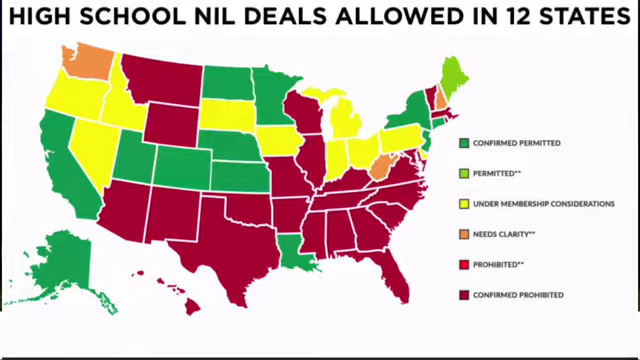 HIGH SCHOOL NIL DEALS ALLOWED IN 12 STATES
CONFIRMED PERMITTED
PERMITTED**
UNDER MEMBERSHIP CONSIDERATIONS
NEEDS CLARITY**
PROHIBITED**
CONFIRMED PROHIBITED